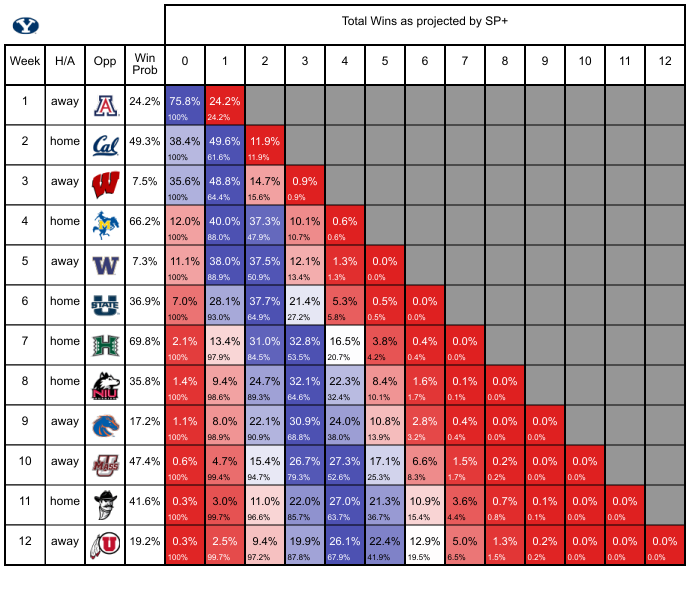 Total Wins as projected by SP+
Week H/A Opp Win Prob 0 1 2 3 4 5 6 7 8 9 10 11 12
1 away A 24.2% 75.8% 24.2%
100% 24.2%
2 home Cal 49.3% 38.4% 49.6% 11.9%
100% 61.6% 11.9%
3 away W 7.5% 35.6% 48.8% 14.7% 0.9%
100% 64.4% 15.6% 0.9%
4 home M 66.2% 12.0% 40.0% 37.3% 10.1% 0.6%
100% 88.0% 47.9% 10.7% 0.6%
5 away W 7.3% 11.1% 38.0% 37.5% 12.1% 1.3% 0.0%
100% 88.9% 50.9% 13.4% 1.3% 0.0%
6 home U STATE 36.9% 7.0% 28.1% 37.7% 21.4% 5.3% 0.5% 0.0%
100% 93.0% 64.9% 27.2% 5.8% 0.5% 0.0%
7 home H 69.8% 2.1% 13.4% 31.0% 32.8% 16.5% 3.8% 0.4% 0.0%
100% 97.9% 84.5% 53.5% 20.7% 4.2% 0.4% 0.0%
8 home NIU 35.8% 1.4% 9.4% 24.7% 32.1% 22.3% 8.4% 1.6% 0.1% 0.0%
100% 98.6% 89.3% 64.6% 32.4% 10.1% 1.7% 0.1% 0.0%
9 away 17.2% 1.1% 8.0% 22.1% 30.9% 24.0% 10.8% 2.8% 0.4% 0.0% 0.0%
100% 98.9% 90.9% 68.8% 38.0% 13.9% 3.2% 0.4% 0.0% 0.0%
10 away UMass 47.4% 0.6% 4.7% 15.4% 26.7% 27.3% 17.1% 6.6% 1.5% 0.2% 0.0% 0.0%
100% 99.4% 94.7% 79.3% 52.6% 25.3% 8.3% 1.7% 0.2% 0.0% 0.0%
11 home 41.6% 0.3% 3.0% 11.0% 22.0% 27.0% 21.3% 10.9% 3.6% 0.7% 0.1% 0.0% 0.0%
100% 99.7% 96.6% 85.7% 63.7% 36.7% 15.4% 4.4% 0.8% 0.1% 0.0% 0.0%
12 away U 19.2% 0.3% 2.5% 9.4% 19.9% 26.1% 22.4% 12.9% 5.0% 1.3% 0.2% 0.0% 0.0% 0.0%
100% 99.7% 97.2% 87.8% 67.9% 41.9% 19.5% 6.5% 1.5% 0.2% 0.0% 0.0% 0.0%